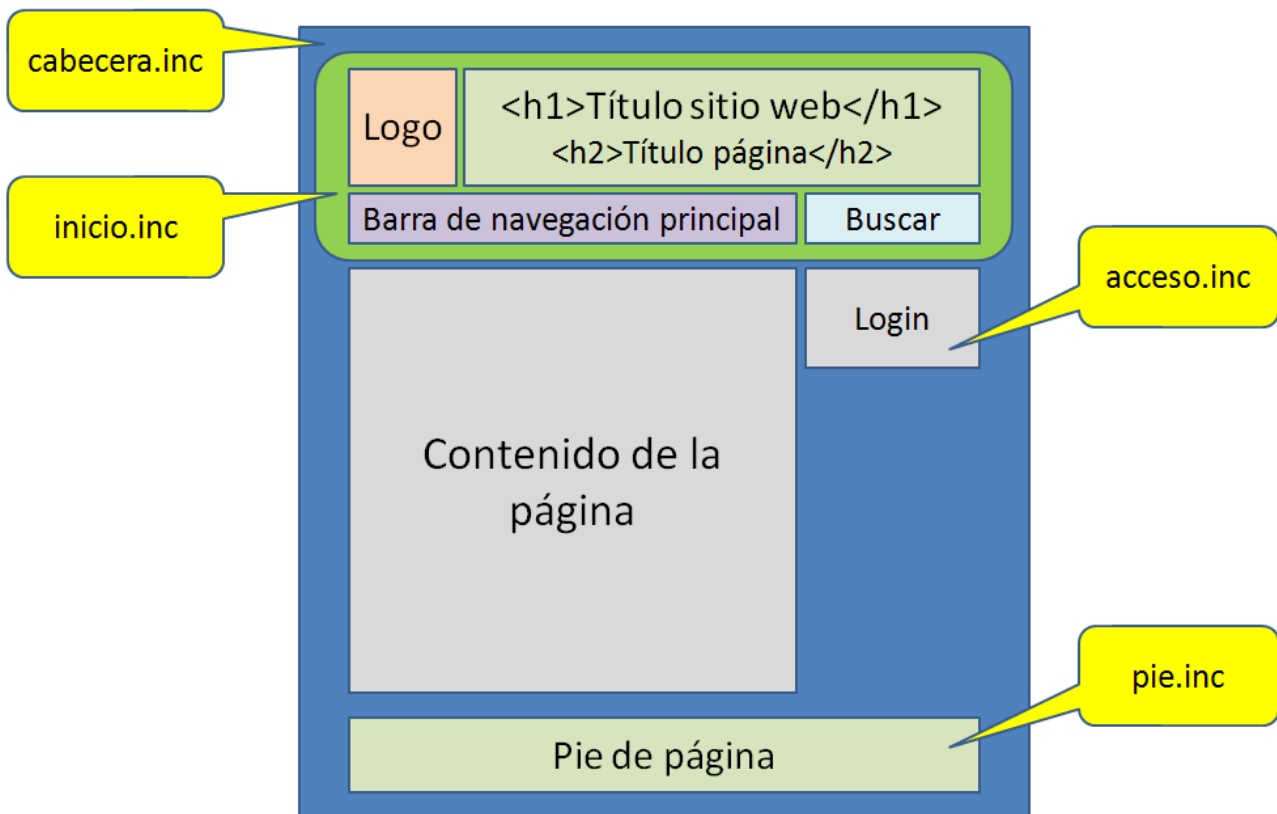 cabecera.inc
Logo
<h1>Título sitio web</h1>
<h2>Título página</h2>
inicio.inc
Barra de navegación principal
Buscar
acceso.inc
Login
Contenido de la
página
pie.inc
Pie de página